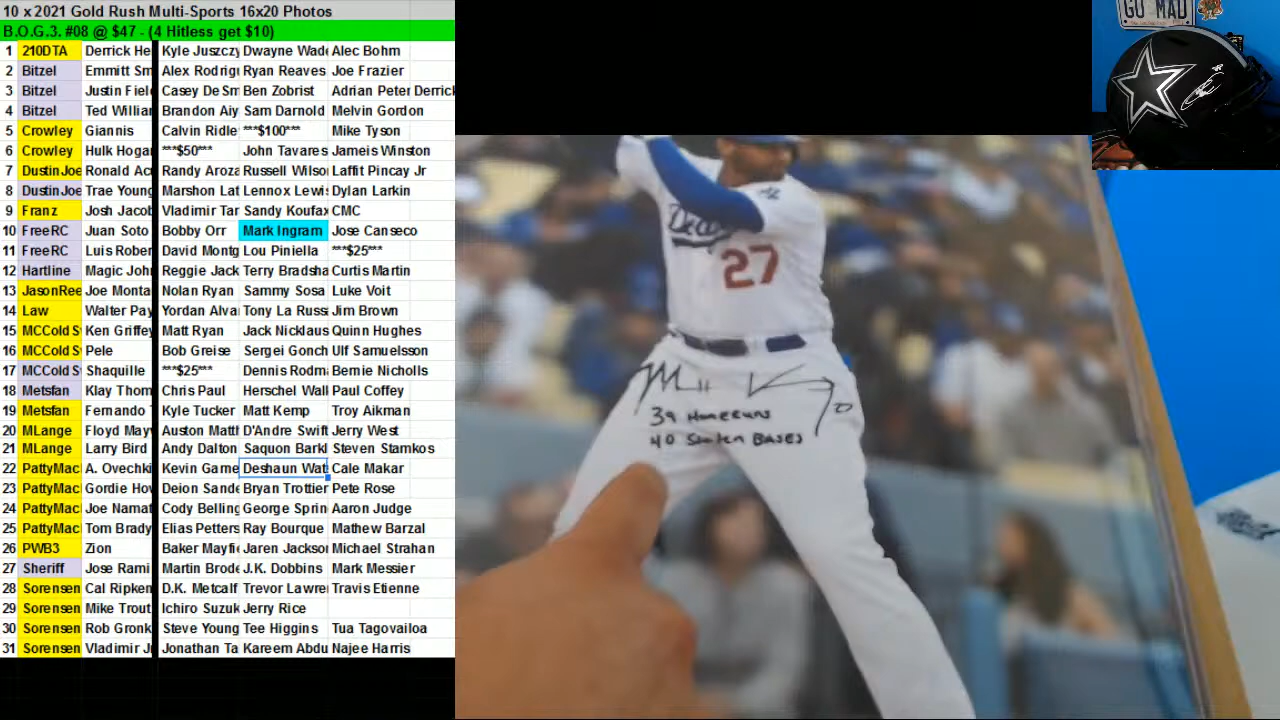 10 x 2021 Gold Rush Multi-Sports 16x20 Photos
B.O.G.3. #08 @ $47 - (4 Hitless get $10)
1 210DTA Derrick He Kyle Juszczy Dwayne Wade Alec Bohm
2 Bitzel Emmitt Sm Alex Rodrigu Ryan Reaves Joe Frazier
3 Bitzel Justin Fiel Casey De Sm Ben Zobrist Adrian Peter Derrick
4 Bitzel Ted Willian Brandon Aiy Sam Darnold Melvin Gordon
5 Crowley Giannis Calvin Ridle ***$100*** Mike Tyson
6 Crowley Hulk Hogan ***$50*** John Tavares Jameis Winston
7 DustinJoe Ronald Acu Randy Aroza Russell Wilso Laffit Pincay Jr
8 DustinJoe Trae Young Marshon Lat Lennox Lewis Dylan Larkin
9 Franz Josh Jacob Vladimir Tar Sandy Koufax CMC
10 FreeRC Juan Soto Bobby Orr Mark Ingram Jose Canseco
11 FreeRC Luis Rober David Montg Lou Piniella ***$25***
12 Hartline Magic John Reggie Jack Terry Bradsha Curtis Martin
13 JasonRee Joe Monta Nolan Ryan Sammy Sosa Luke Voit
14 Law Walter Pay Yordan Alva Tony La Russ Jim Brown
15 MCCold S Ken Griffey Matt Ryan Jack Nicklaus Quinn Hughes
16 MCCold S Pele Bob Greise Sergei Gonch Ulf Samuelsson
17 MCCold S Shaquille ***$25*** Dennis Rodma Bernie Nicholls
18 Metsfan Klay Thom Chris Paul Herschel Walk Paul Coffey
19 Metsfan Fernando Kyle Tucker Matt Kemp Troy Aikman
20 MLange Floyd May Auston Matth D'Andre Swift Jerry West
21 MLange Larry Bird Andy Dalton Saquon Barkl Steven Stamkos
22 PattyMac A. Ovechki Kevin Garne Deshaun Wat Cale Makar
23 PattyMac Gordie Ho Deion Sande Bryan Trottier Pete Rose
24 PattyMac Joe Namat Cody Belling George Sprin Aaron Judge
25 PattyMac Tom Brady Elias Petters Ray Bourque Mathew Barzal
26 PWB3 Zion Baker Mayfie Jaren Jackson Michael Strahan
27 Sheriff Jose Rami Martin Brode J.K. Dobbins Mark Messier
28 Sorensen Cal Ripken D.K. Metcalf Trevor Lawre Travis Etienne
29 Sorensen Mike Trout Ichiro Suzuk Jerry Rice
30 Sorensen Rob Gronk Steve Young Tee Higgins Tua Tagovailoa
31 Sorensen Vladimir J Jonathan Ta Kareem Abdu Najee Harris
GO MAD
27
39 Homeruns
40 Stolen Bases